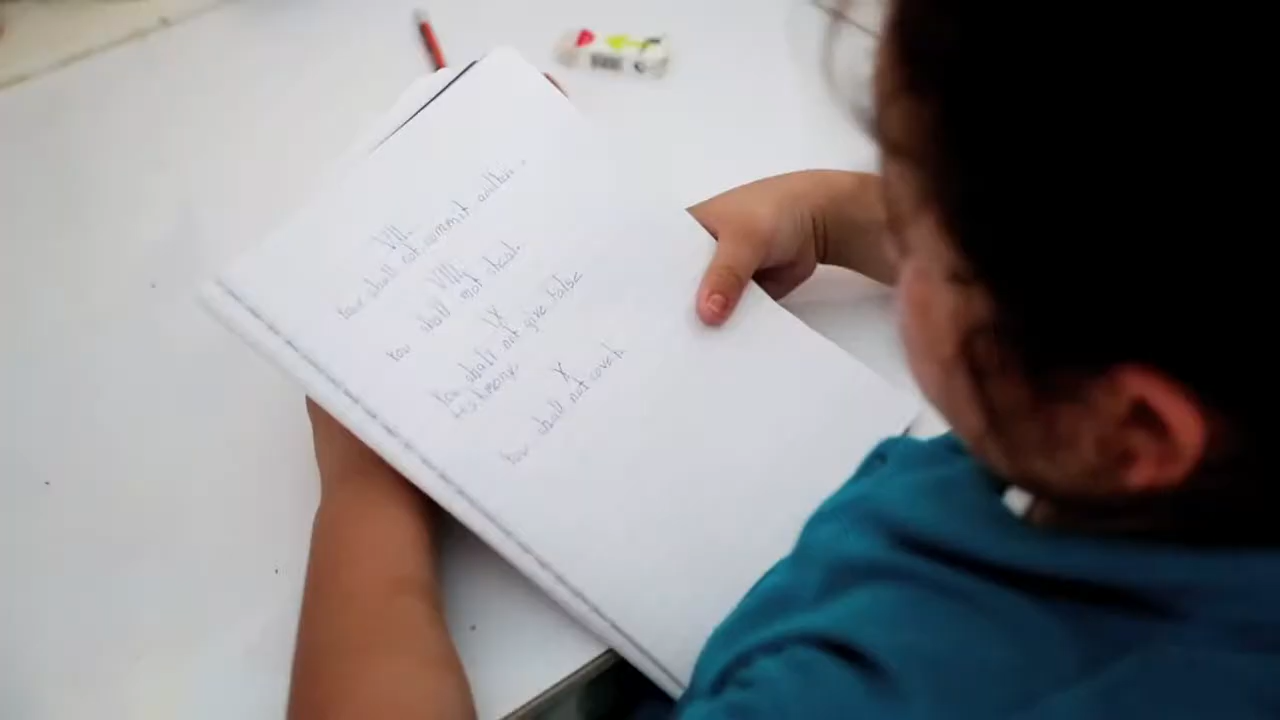 VII.
You shall not commit
VIII.
You shall not steal.
IX
You shall not give false
testimony.
X
You shall not covet.